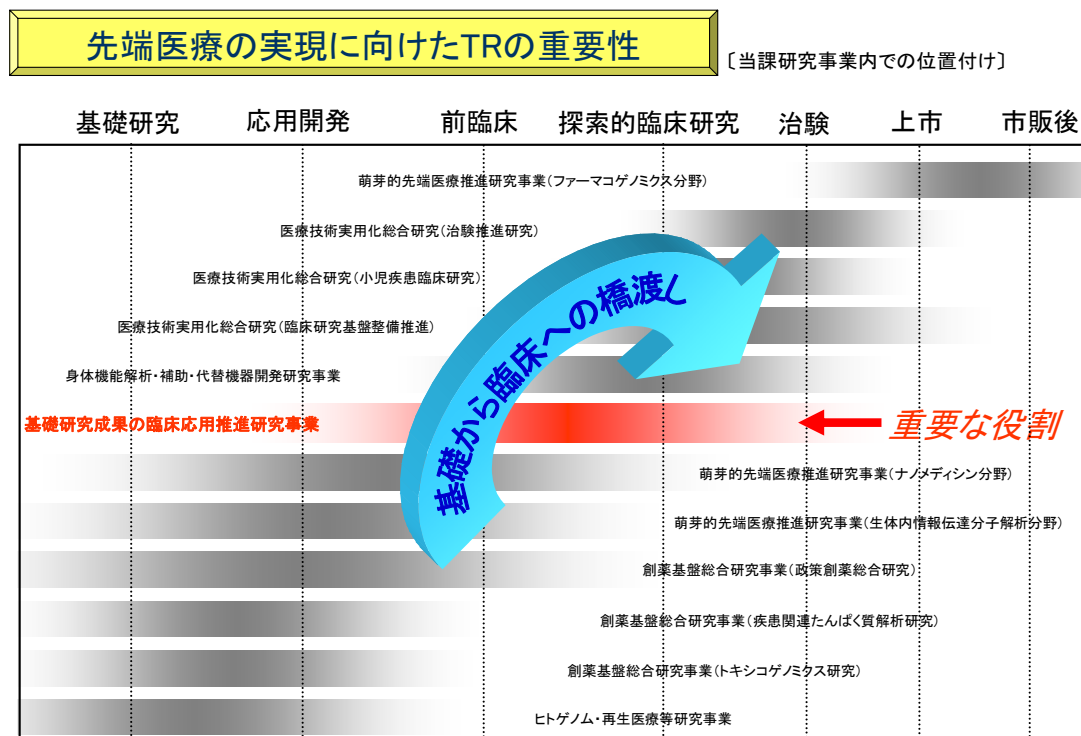 先端医療の実現に向けたTRの重要性
〔当課研究事業内での位置付け〕
基礎研究 応用開発 前臨床 探索的臨床研究 治験 上市 市販後
萌芽的先端医療推進研究事業(ファーマコゲノミクス分野)
医療技術実用化総合研究(治験推進研究)
医療技術実用化総合研究(小児疾患臨床研究)
医療技術実用化総合研究(臨床研究基盤整備推進)
身体機能解析・補助・代替機器開発研究事業
基礎研究成果の臨床応用推進研究事業
重要な役割
基礎から臨床への橋渡し
萌芽的先端医療推進研究事業(ナノメディシン分野)
萌芽的先端医療推進研究事業(生体内情報伝達分子解析分野)
創薬基盤総合研究事業(政策創薬総合研究)
創薬基盤総合研究事業(疾患関連たんぱく質解析研究)
創薬基盤総合研究事業(トキシコゲノミクス研究)
ヒトゲノム・再生医療等研究事業